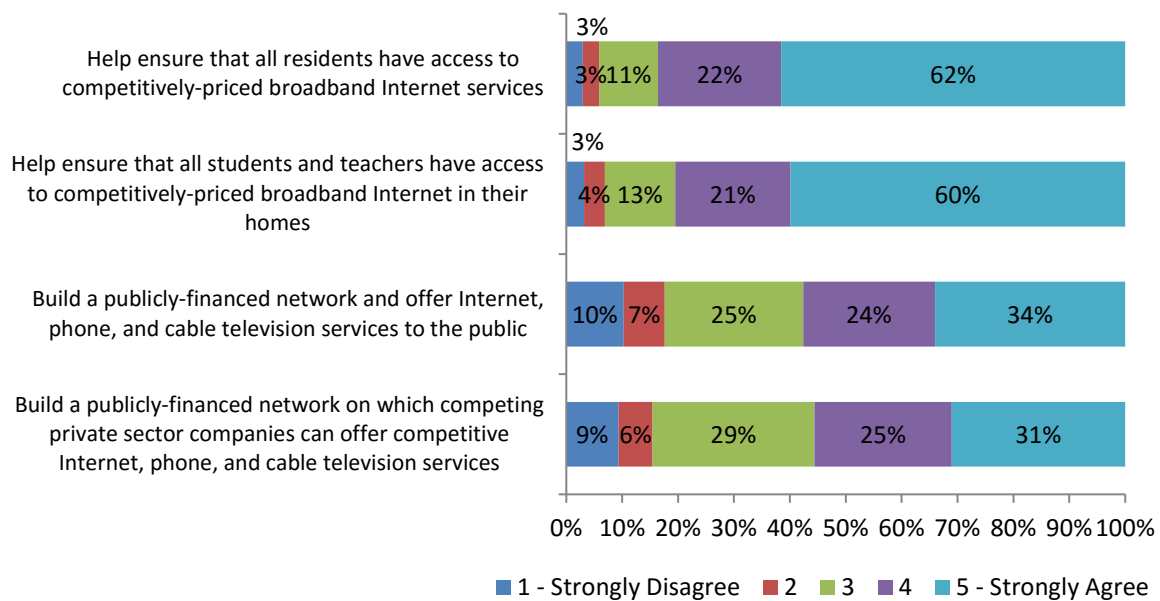 3%
Help ensure that all residents have access to
competitively-priced broadband Internet services
3% 11% 22% 62%
3%
Help ensure that all students and teachers have access
to competitively-priced broadband Internet in their
homes
4% 13% 21% 60%
Build a publicly-financed network and offer Internet,
phone, and cable television services to the public
10% 7% 25% 24% 34%
Build a publicly-financed network on which competing
private sector companies can offer competitive
Internet, phone, and cable television services
9% 6% 29% 25% 31%
0% 10% 20% 30% 40% 50% 60% 70% 80% 90% 100%
1 - Strongly Disagree 2 3 4 5 - Strongly Agree